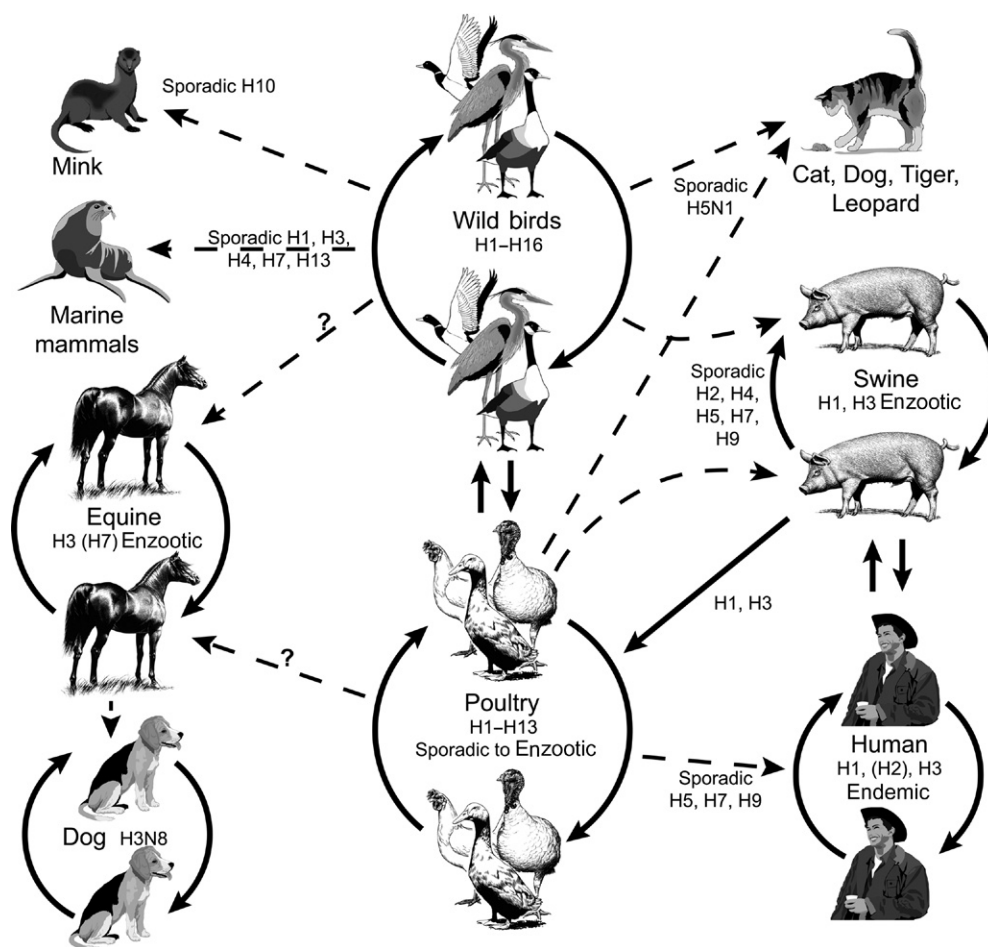 Sporadic H10
Mink
Sporadic H1, H3,
H4, H7, H13
Marine
mammals
?
Wild birds
H1–H16
Sporadic
H5N1
Cat, Dog, Tiger,
Leopard
Sporadic
H2, H4,
H5, H7,
H9
Swine
H1, H3 Enzootic
Equine
H3 (H7) Enzootic
?
H1, H3
Poultry
H1–H13
Sporadic to Enzootic
Sporadic
H5, H7, H9
Human
H1, (H2), H3
Endemic
Dog H3N8